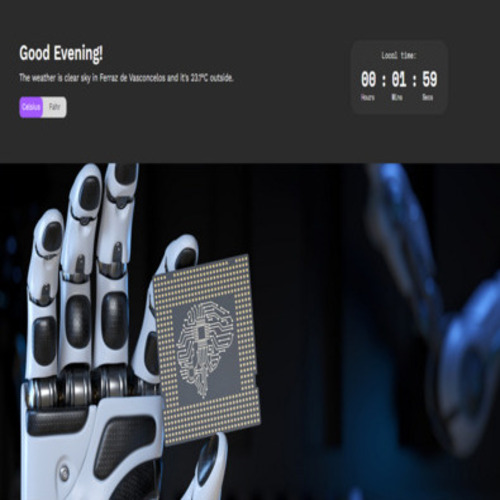 Good Evening!
The weather is clear sky in Ferraz de Vasconcelos and it's 23.1°C outside.
Celsius Fahr
Local time:
00 : 01 : 59
Hours Mins Secs